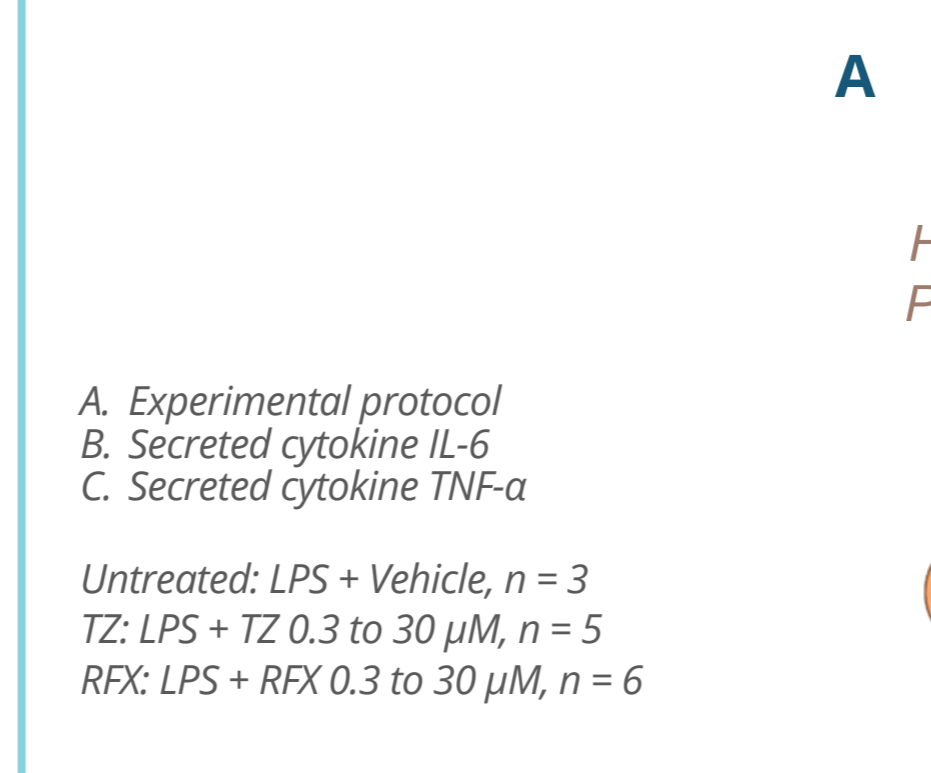 A
H
P
A. Experimental protocol
B. Secreted cytokine IL-6
C. Secreted cytokine TNF-α
Untreated: LPS + Vehicle, n = 3
TZ: LPS + TZ 0.3 to 30 µM, n = 5
RFX: LPS + RFX 0.3 to 30 µM, n = 6